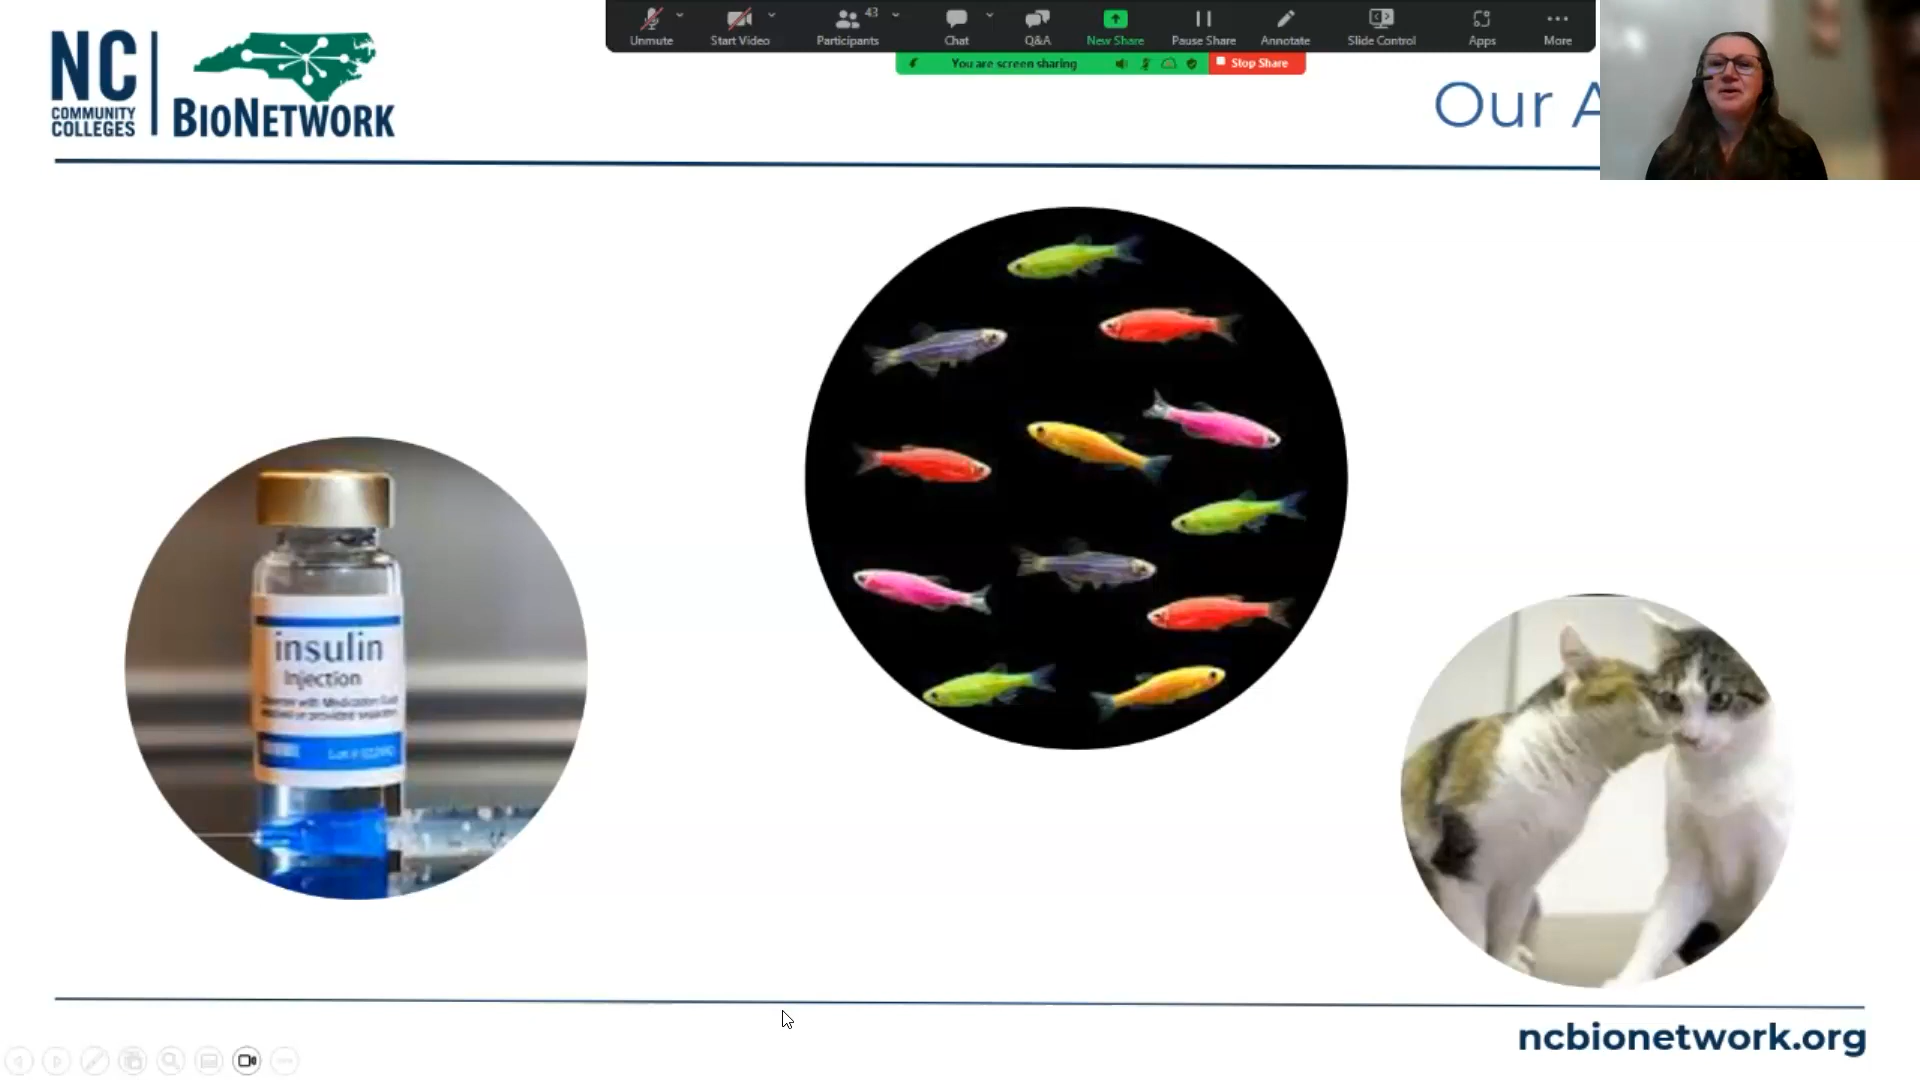 Unmute
Start Video
Participants
43
Chat
Q&A
New Share
Pause Share
Annotate
Slide Control
Apps
More
You are screen sharing
Stop Share
NC
COMMUNITY
COLLEGES
BIONETWORK
Our A
insulin
Injection
ncbionetwork.org